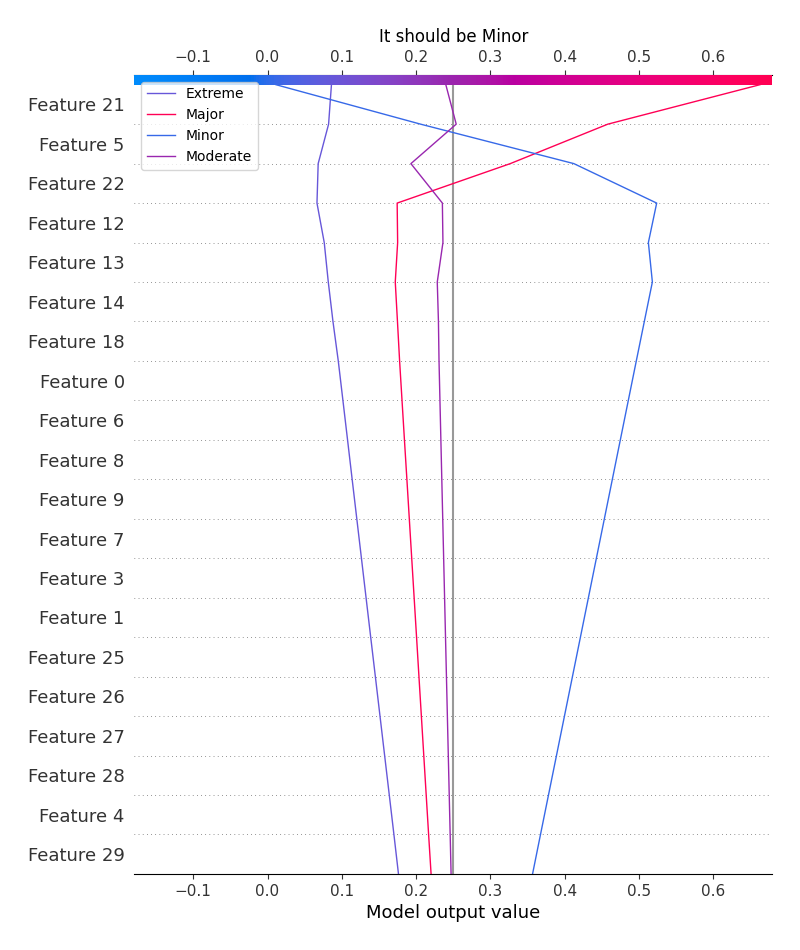 It should be Minor
−0.1 0.0 0.1 0.2 0.3 0.4 0.5 0.6
Extreme
Major
Minor
Moderate
Feature 21
Feature 5
Feature 22
Feature 12
Feature 13
Feature 14
Feature 18
Feature 0
Feature 6
Feature 8
Feature 9
Feature 7
Feature 3
Feature 1
Feature 25
Feature 26
Feature 27
Feature 28
Feature 4
Feature 29
−0.1 0.0 0.1 0.2 0.3 0.4 0.5 0.6
Model output value